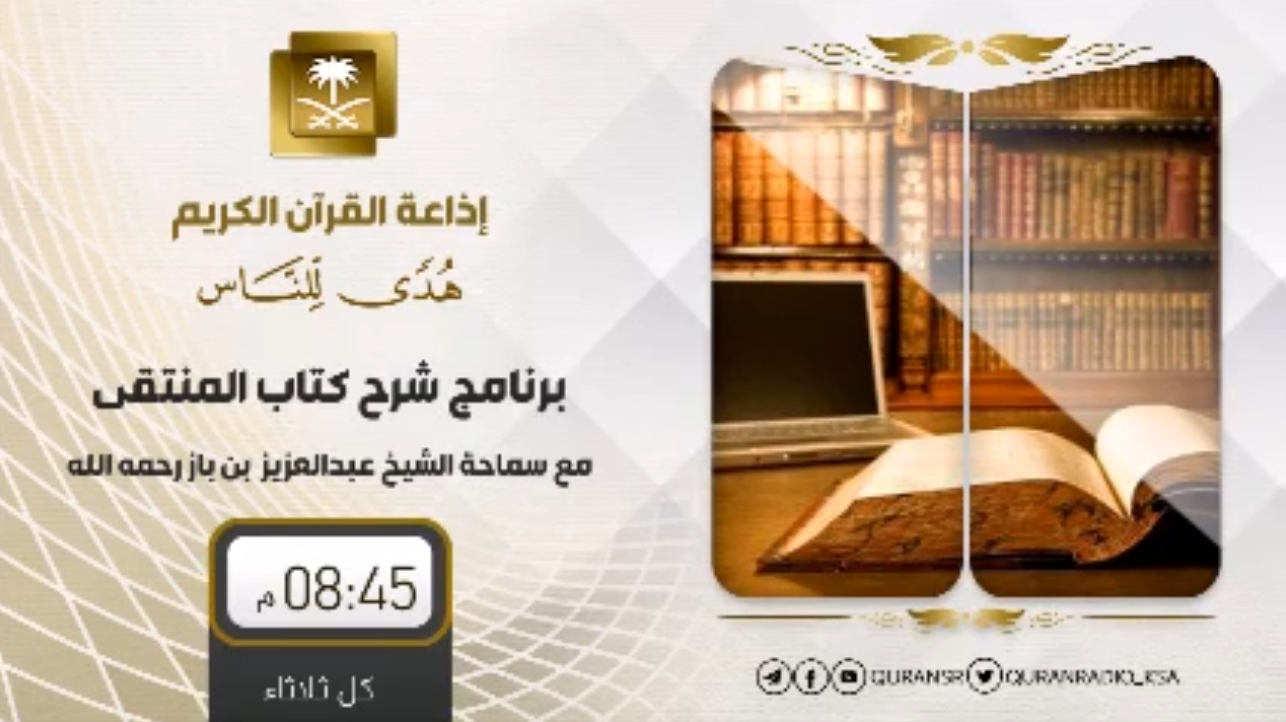 إذاعة القرآن الكريم
هُدًى لِّلنَّاسِ
برنامج شرح كتاب المنتقى
مع سماحة الشيخ عبدالعزيز بن باز رحمه الله
08:45 م
كل ثلاثاء
QURANSR QURANRADIO_KSA